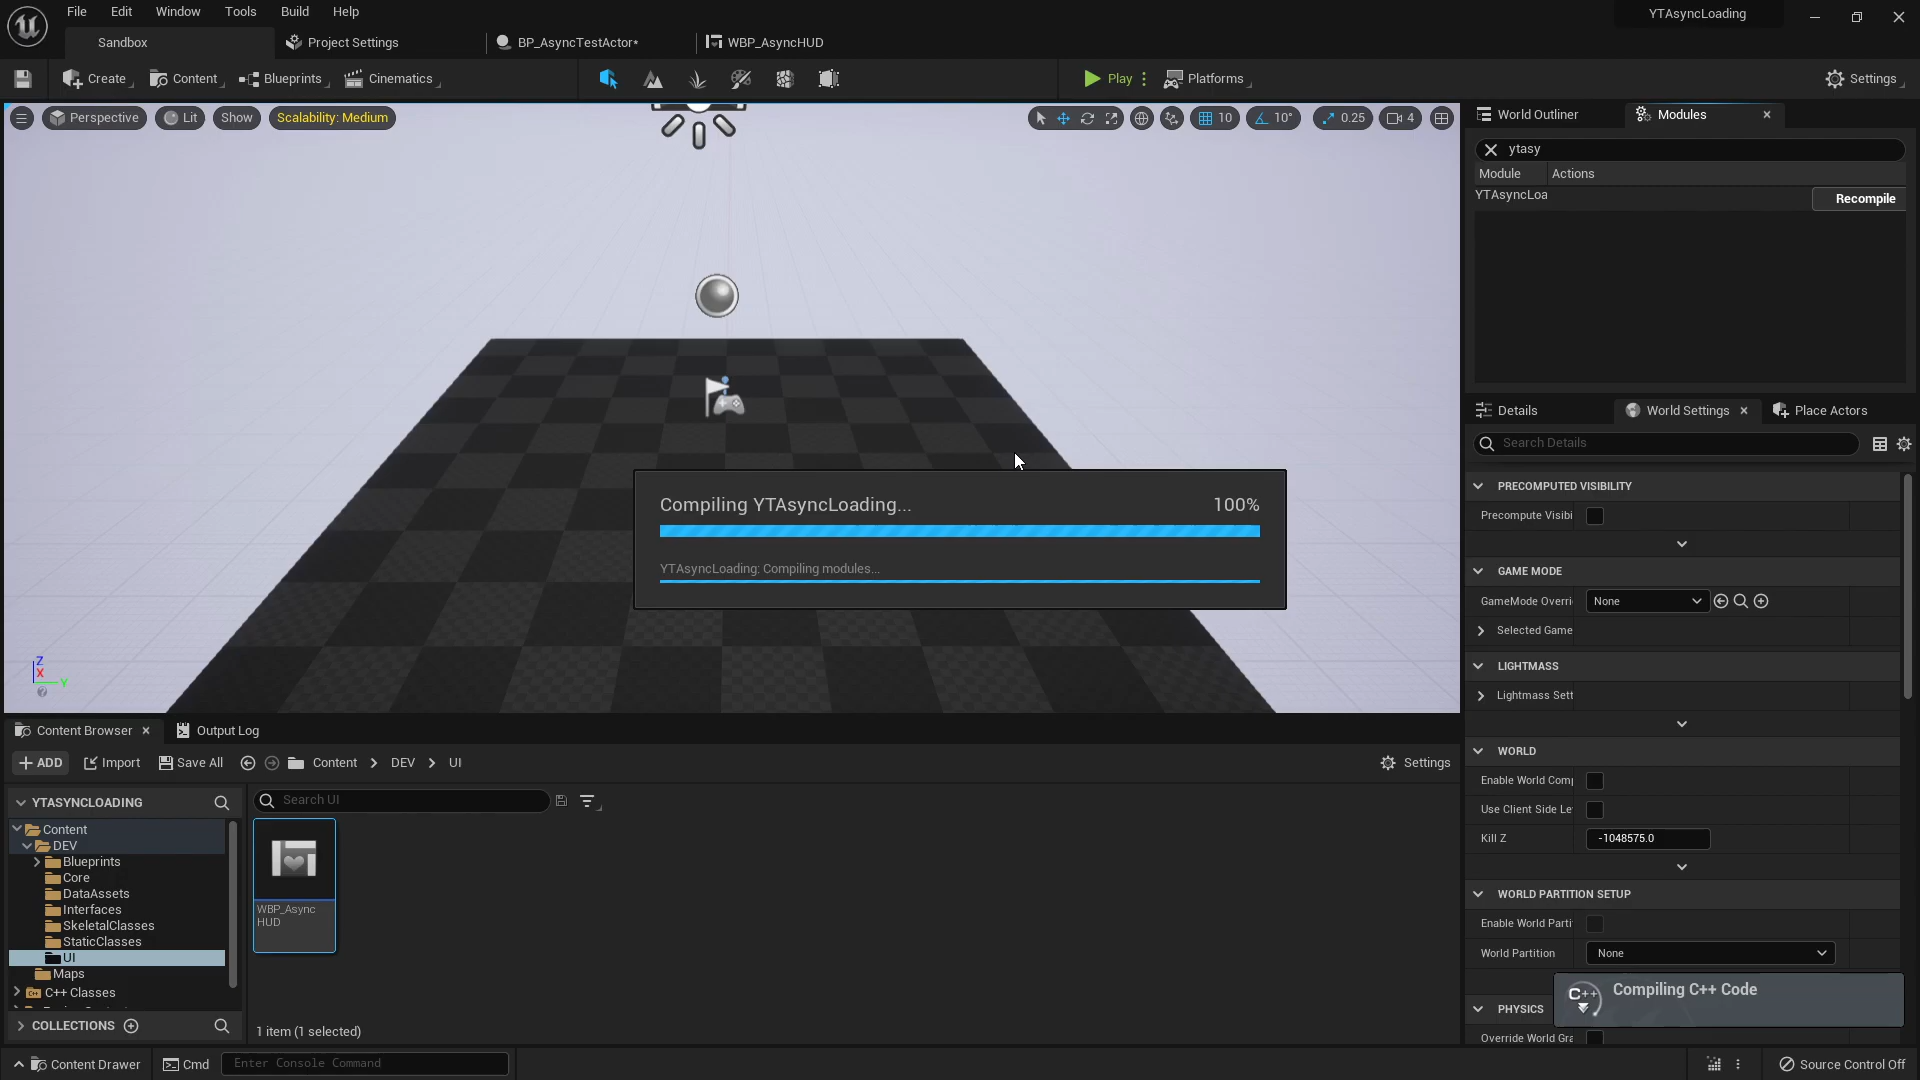 File Edit Window Tools Build Help
YTAsyncLoading
Sandbox
Project Settings
BP_AsyncTestActor*
WBP_AsyncHUD
Create
Content
Blueprints
Cinematics
Play
Platforms
Settings
Perspective
Lit
Show
Scalability: Medium
10
10°
0.25
4
World Outliner
Modules
ytasy
Module
Actions
YTAsyncLoa
Recompile
Compiling YTAsyncLoading...
100%
YTAsyncLoading: Compiling modules...
Z
X
Y
Details
World Settings
Place Actors
Search Details
PRECOMPUTED VISIBILITY
Precompute Visibi
GAME MODE
GameMode Overri
None
Selected Game
LIGHTMASS
Lightmass Sett
WORLD
Enable World Comp
Use Client Side Le
Kill Z
-1048575.0
WORLD PARTITION SETUP
Enable World Parti
World Partition
None
PHYSICS
Override World Gra
C++
Compiling C++ Code
Content Browser
Output Log
ADD
Import
Save All
Content
DEV
UI
Settings
YTASYNCLOADING
Search UI
Content
DEV
Blueprints
Core
DataAssets
Interfaces
SkeletalClasses
StaticClasses
UI
Maps
C++ Classes
COLLECTIONS
WBP_Async
HUD
1 item (1 selected)
Content Drawer
Cmd
Enter Console Command
Source Control Off